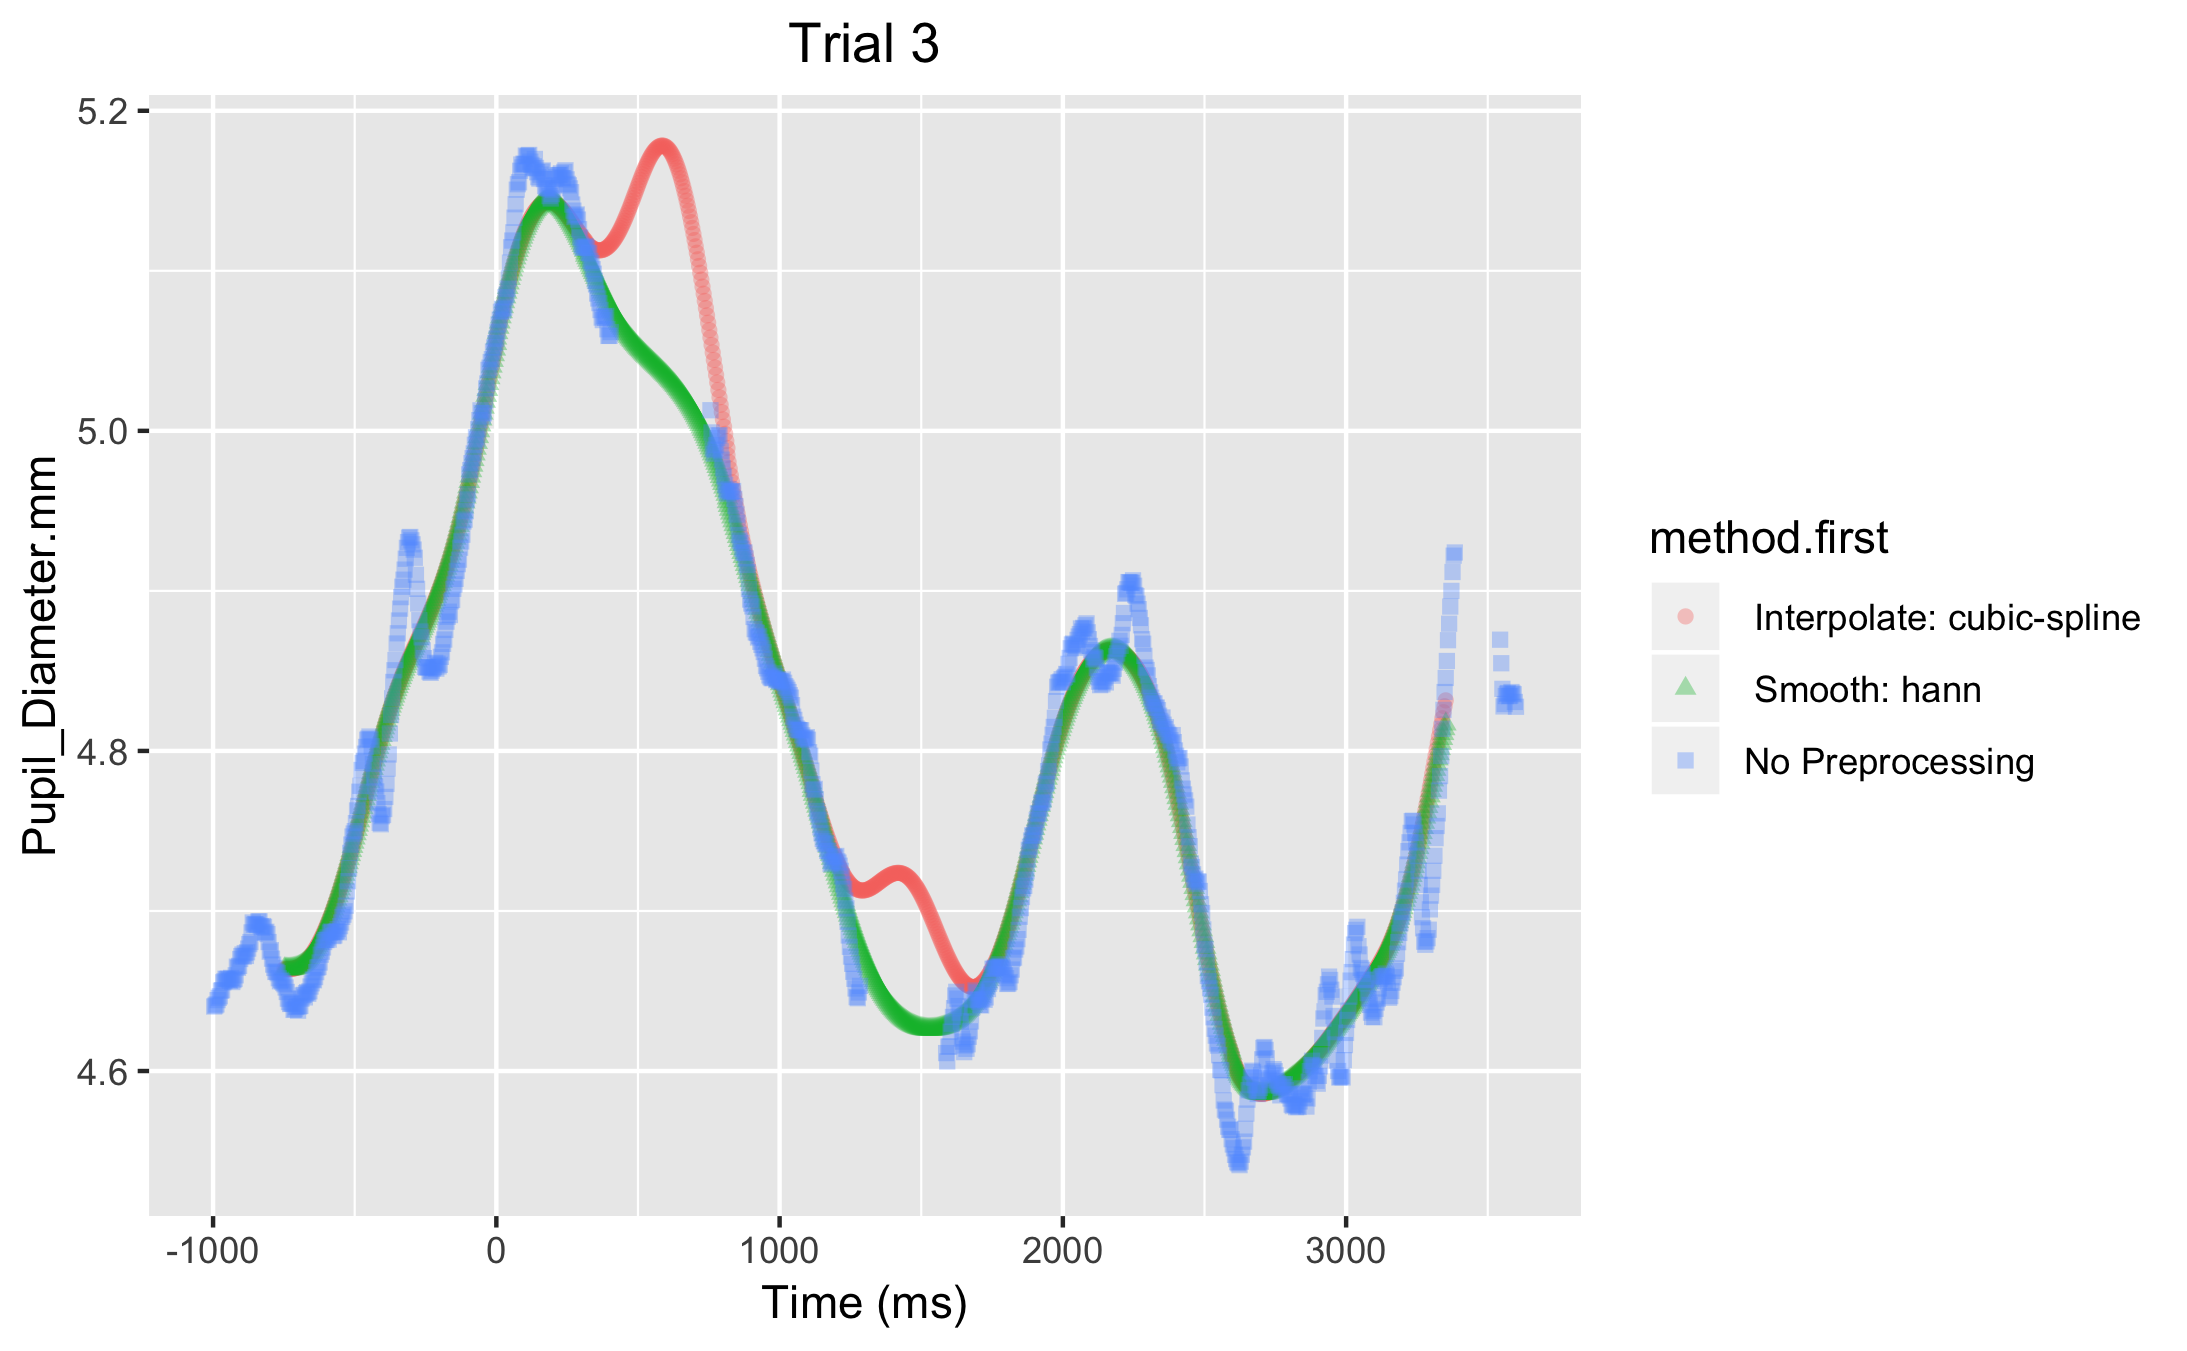 Trial 3
5.2
5.0
4.8
4.6
Pupil_Diameter.mm
-1000 0 1000 2000 3000
Time (ms)
method.first
Interpolate: cubic-spline
Smooth: hann
No Preprocessing